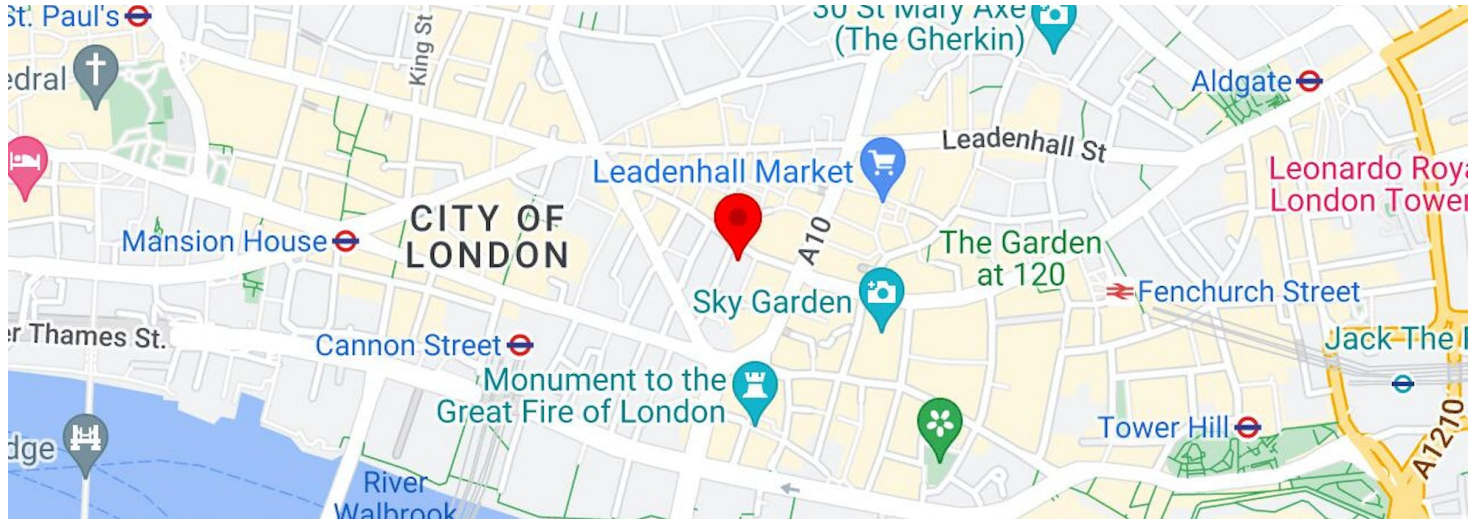 St. Paul's
King St
30 St Mary Axe
(The Gherkin)
edral
Aldgate
Leadenhall St
Leadenhall Market
Leonardo Roya
London Tower
CITY OF
LONDON
Mansion House
A10
The Garden
at 120
Sky Garden
Fenchurch Street
er Thames St.
Cannon Street
Jack The
Monument to the
Great Fire of London
Tower Hill
A1210
dge
River
Walbrook